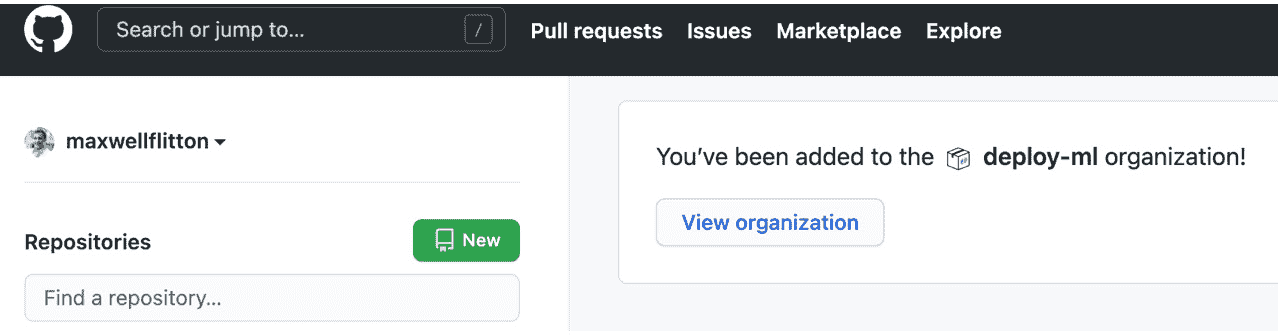 Search or jump to... /
Pull requests Issues Marketplace Explore
maxwellflitton
Repositories
New
Find a repository...
You’ve been added to the deploy-ml organization!
View organization